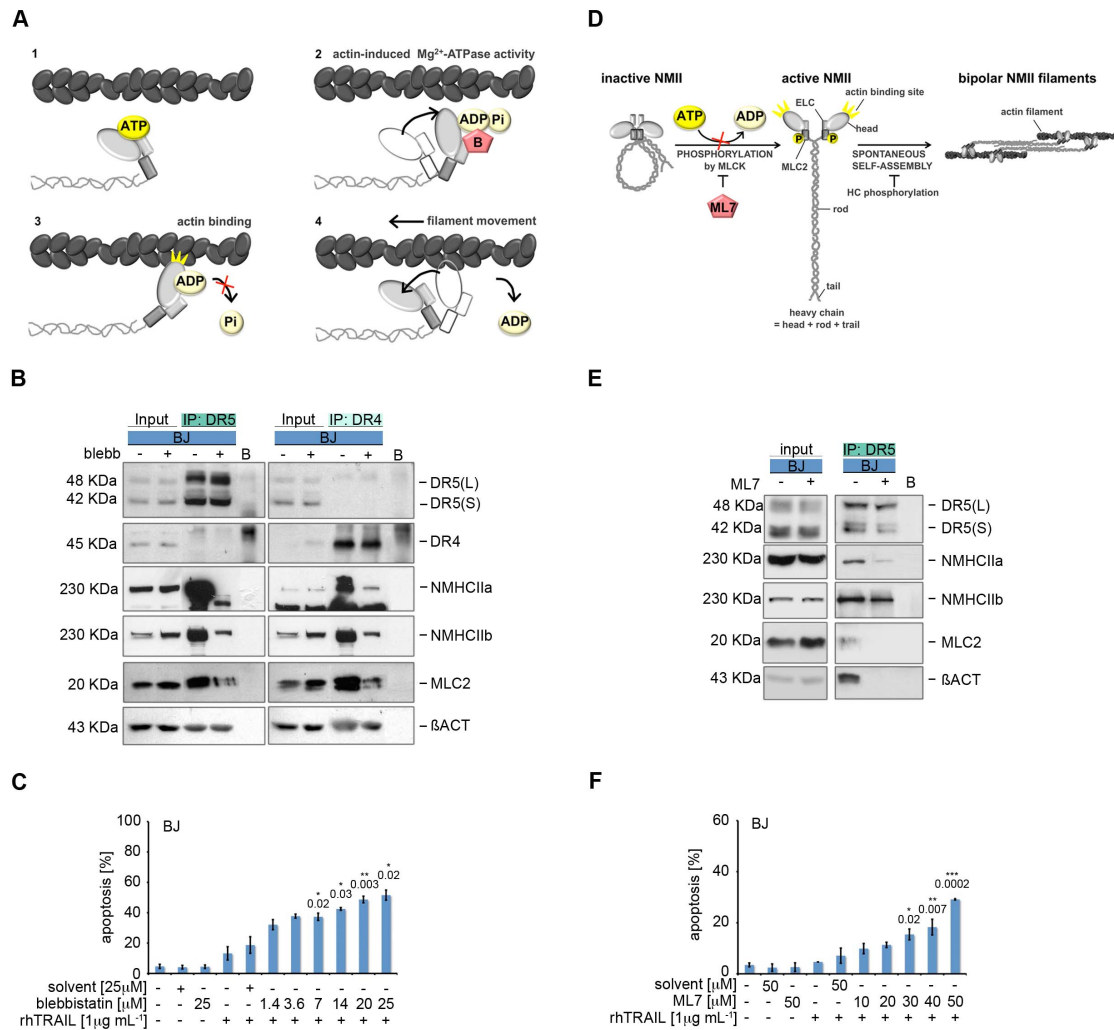 A
1
2 actin-induced Mg²⁺-ATPase activity
ATP
ADP Pi
B
3 actin binding
4 filament movement
ADP
Pi
ADP
D
inactive NMII
active NMII
bipolar NMII filaments
ATP
ADP
ELC
actin binding site
head
actin filament
P
P
PHOSPHORYLATION
by MLCK
MLC2
SPONTANEOUS
SELF-ASSEMBLY
HC phosphorylation
ML7
rod
tail
heavy chain
= head + rod + trail
B
Input IP: DR5 Input IP: DR4
BJ BJ
blebb - + - + B - + - + B
48 KDa DR5(L)
42 KDa DR5(S)
45 KDa DR4
230 KDa NMHCIIa
230 KDa NMHCIIb
20 KDa MLC2
43 KDa ßACT
E
input IP: DR5
BJ BJ
ML7 - + - + B
48 KDa DR5(L)
42 KDa DR5(S)
230 KDa NMHCIIa
230 KDa NMHCIIb
20 KDa MLC2
43 KDa ßACT
C
BJ
apoptosis [%]
100
80
60
40
20
0
* 0.02
* 0.03
** 0.003
* 0.02
solvent [25µM] - + - - + - - - - - -
blebbistatin [µM] - - 25 - - 1.4 3.6 7 14 20 25
rhTRAIL [1µg mL⁻¹] - - - + + + + + + + +
F
BJ
apoptosis [%]
60
40
20
0
* 0.02
** 0.007
*** 0.0002
solvent [µM] - 50 - - 50 - - - - -
ML7 [µM] - - 50 - - 10 20 30 40 50
rhTRAIL [1µg mL⁻¹] - - - + + + + + + +